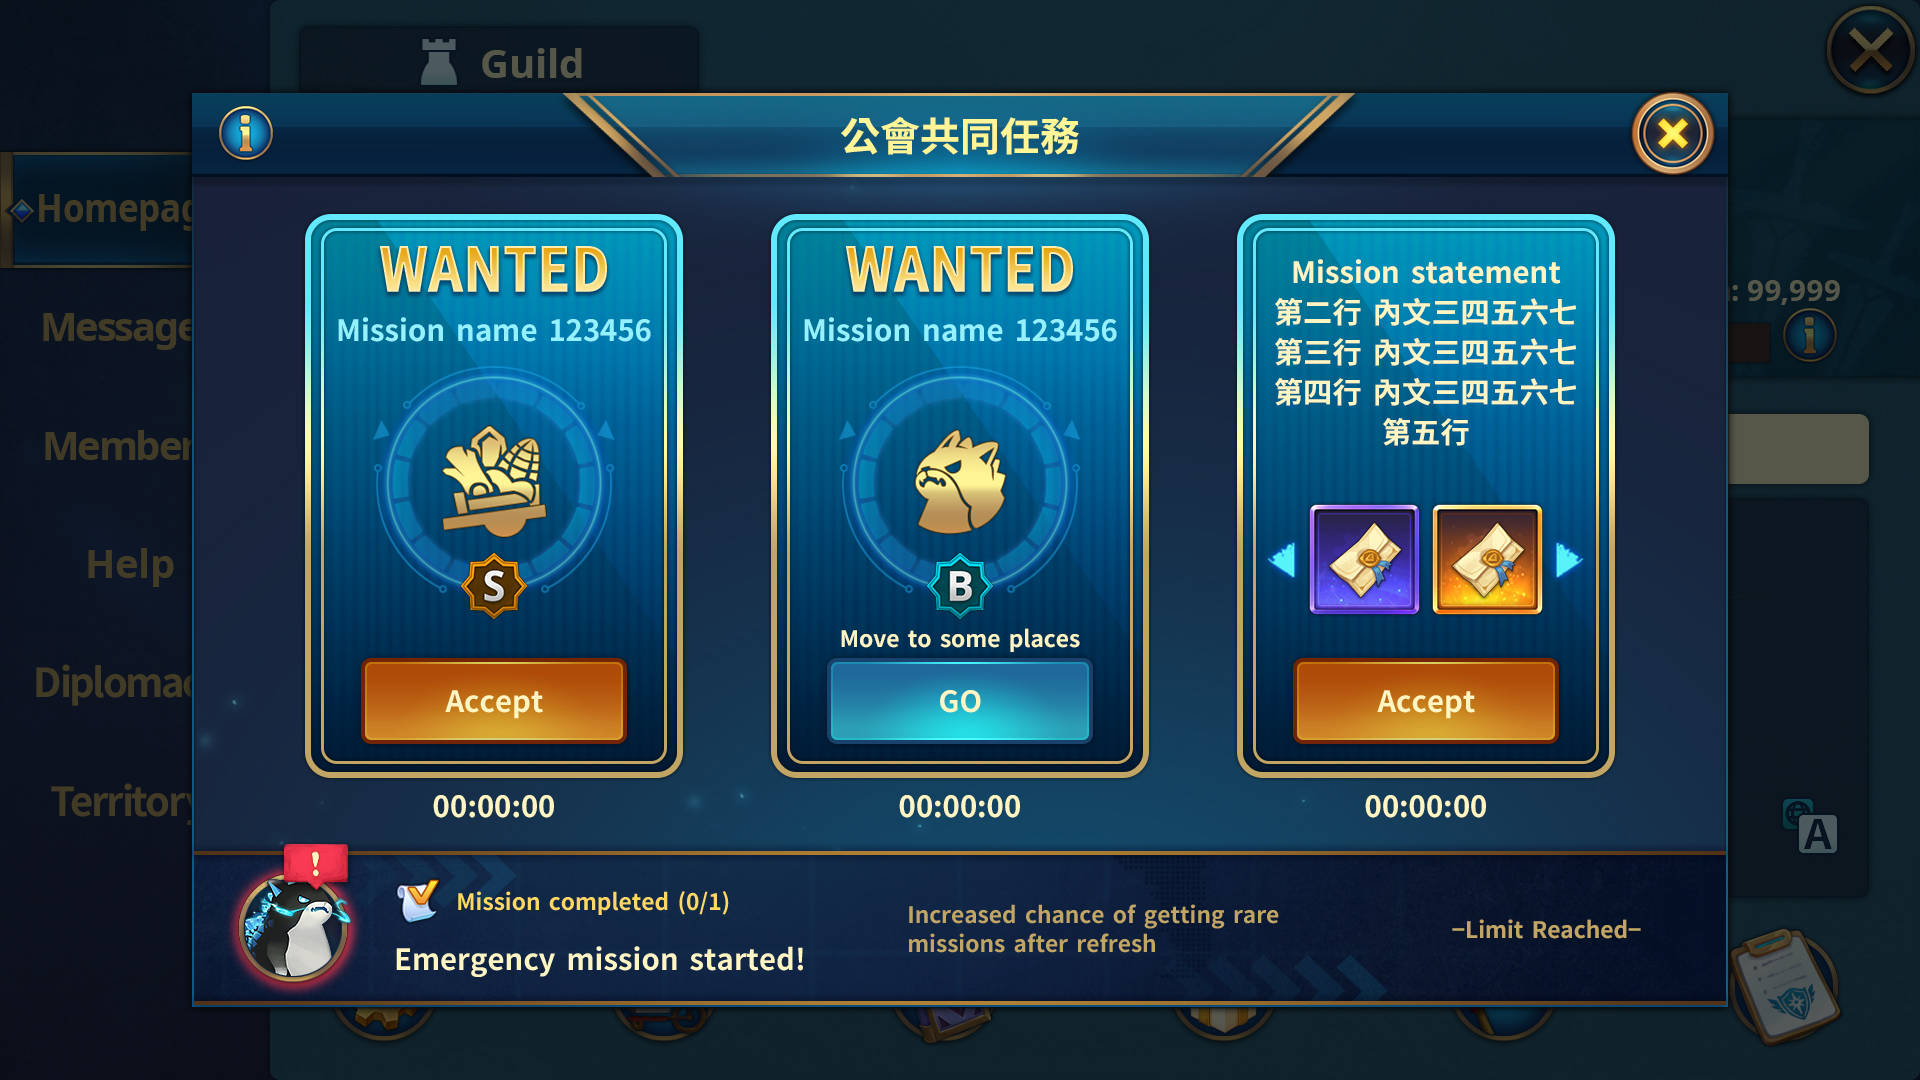 Guild
公會共同任務
Homepag
Message
Member
Help
Diplomac
Territory
: 99,999
WANTED
Mission name 123456
S
Accept
00:00:00
WANTED
Mission name 123456
B
Move to some places
GO
00:00:00
Mission statement
第二行 內文三四五六七
第三行 內文三四五六七
第四行 內文三四五六七
第五行
Accept
00:00:00
A
!
Mission completed (0/1)
Emergency mission started!
Increased chance of getting rare
missions after refresh
–Limit Reached–